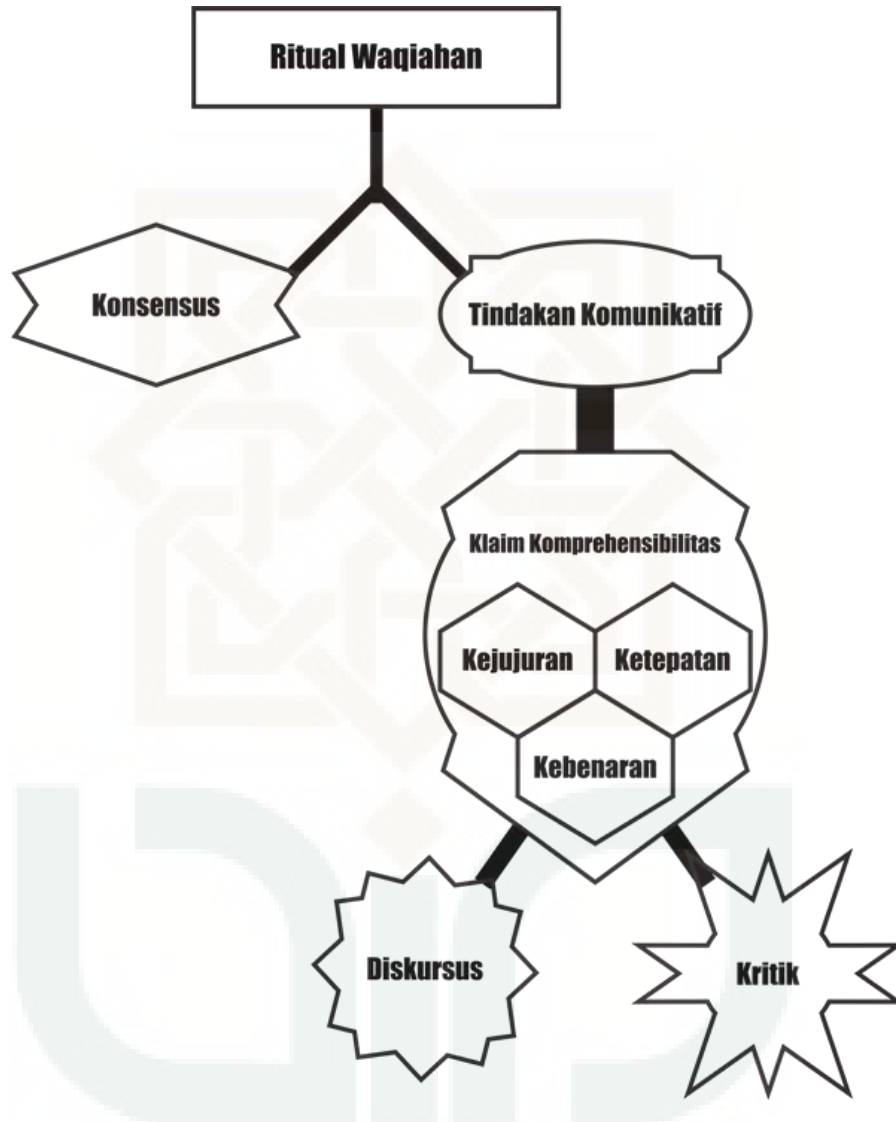 Ritual Waqiahan
Konsensus
Tindakan Komunikatif
Klaim Komprehensibilitas
Kejujuran
Ketepatan
Kebenaran
Diskursus
Kritik